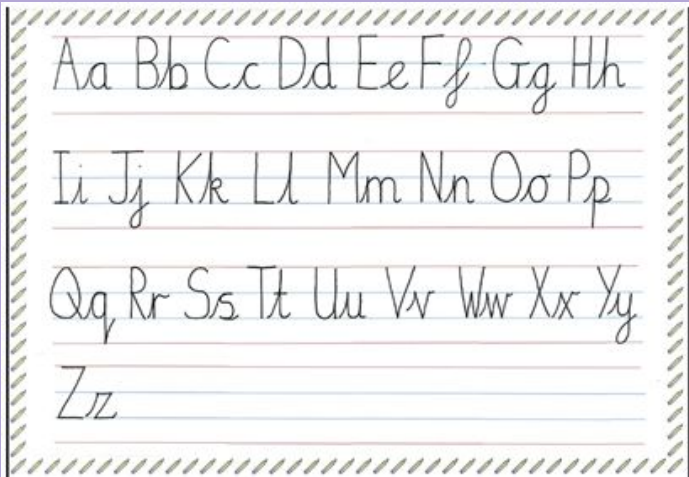 Aa Bb Cc Dd Ee Ff Gg Hh
Ii Jj Kk Ll Mm Nn Oo Pp
Qq Rr Ss Tt Uu Vv Ww Xx Yy
Zz